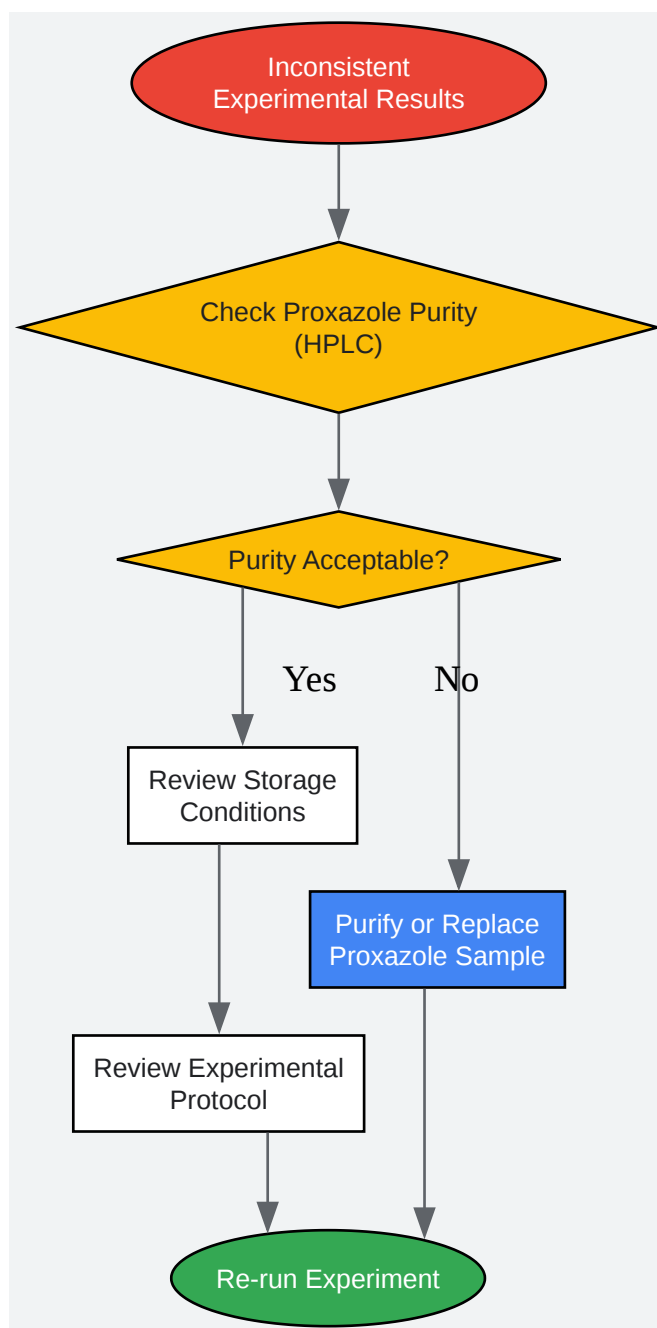 Inconsistent
Experimental Results
Check Proxazole Purity
(HPLC)
Purity Acceptable?
Yes
No
Review Storage
Conditions
Purify or Replace
Proxazole Sample
Review Experimental
Protocol
Re-run Experiment